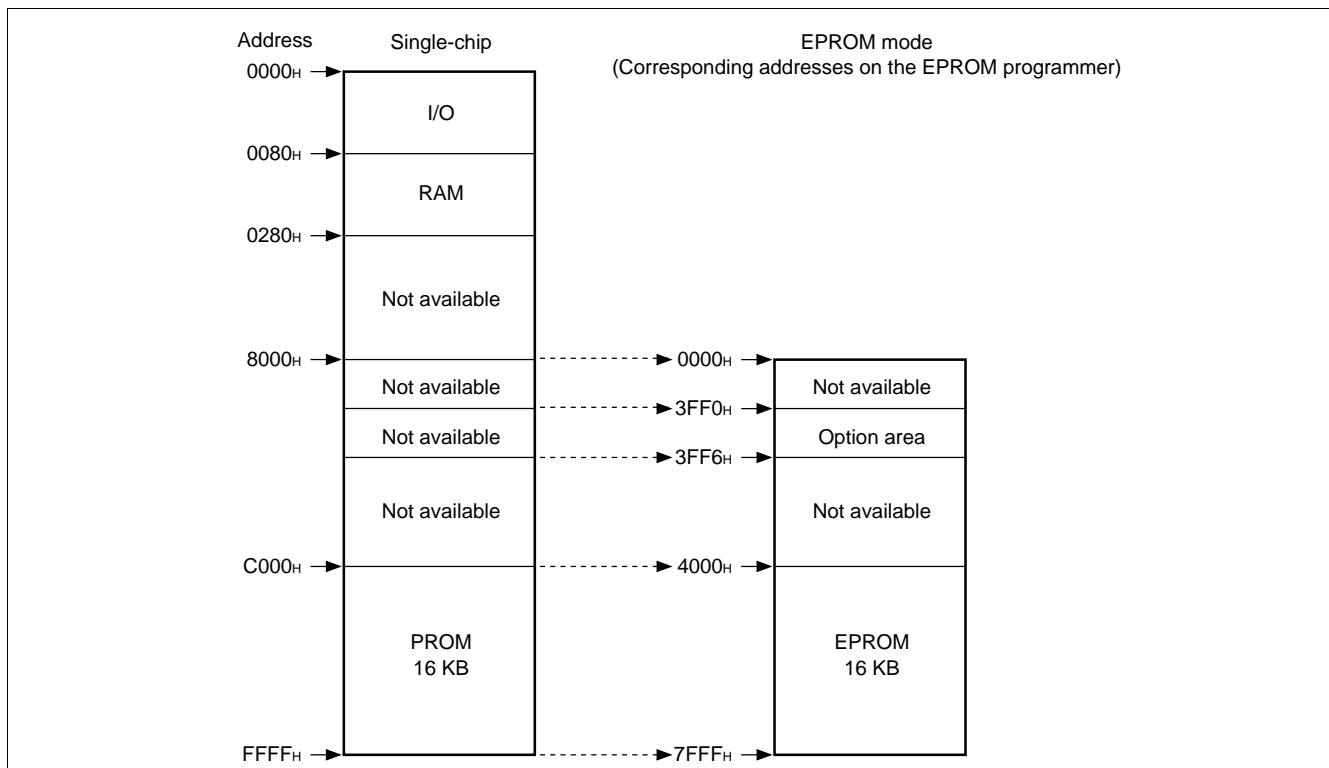 Address Single-chip EPROM mode
(Corresponding addresses on the EPROM programmer)
0000H
I/O
0080H
RAM
0280H
Not available
8000H 0000H
Not available Not available
3FF0H
Not available Option area
3FF6H
Not available Not available
C000H 4000H
PROM EPROM
16 KB 16 KB
FFFFH 7FFFH